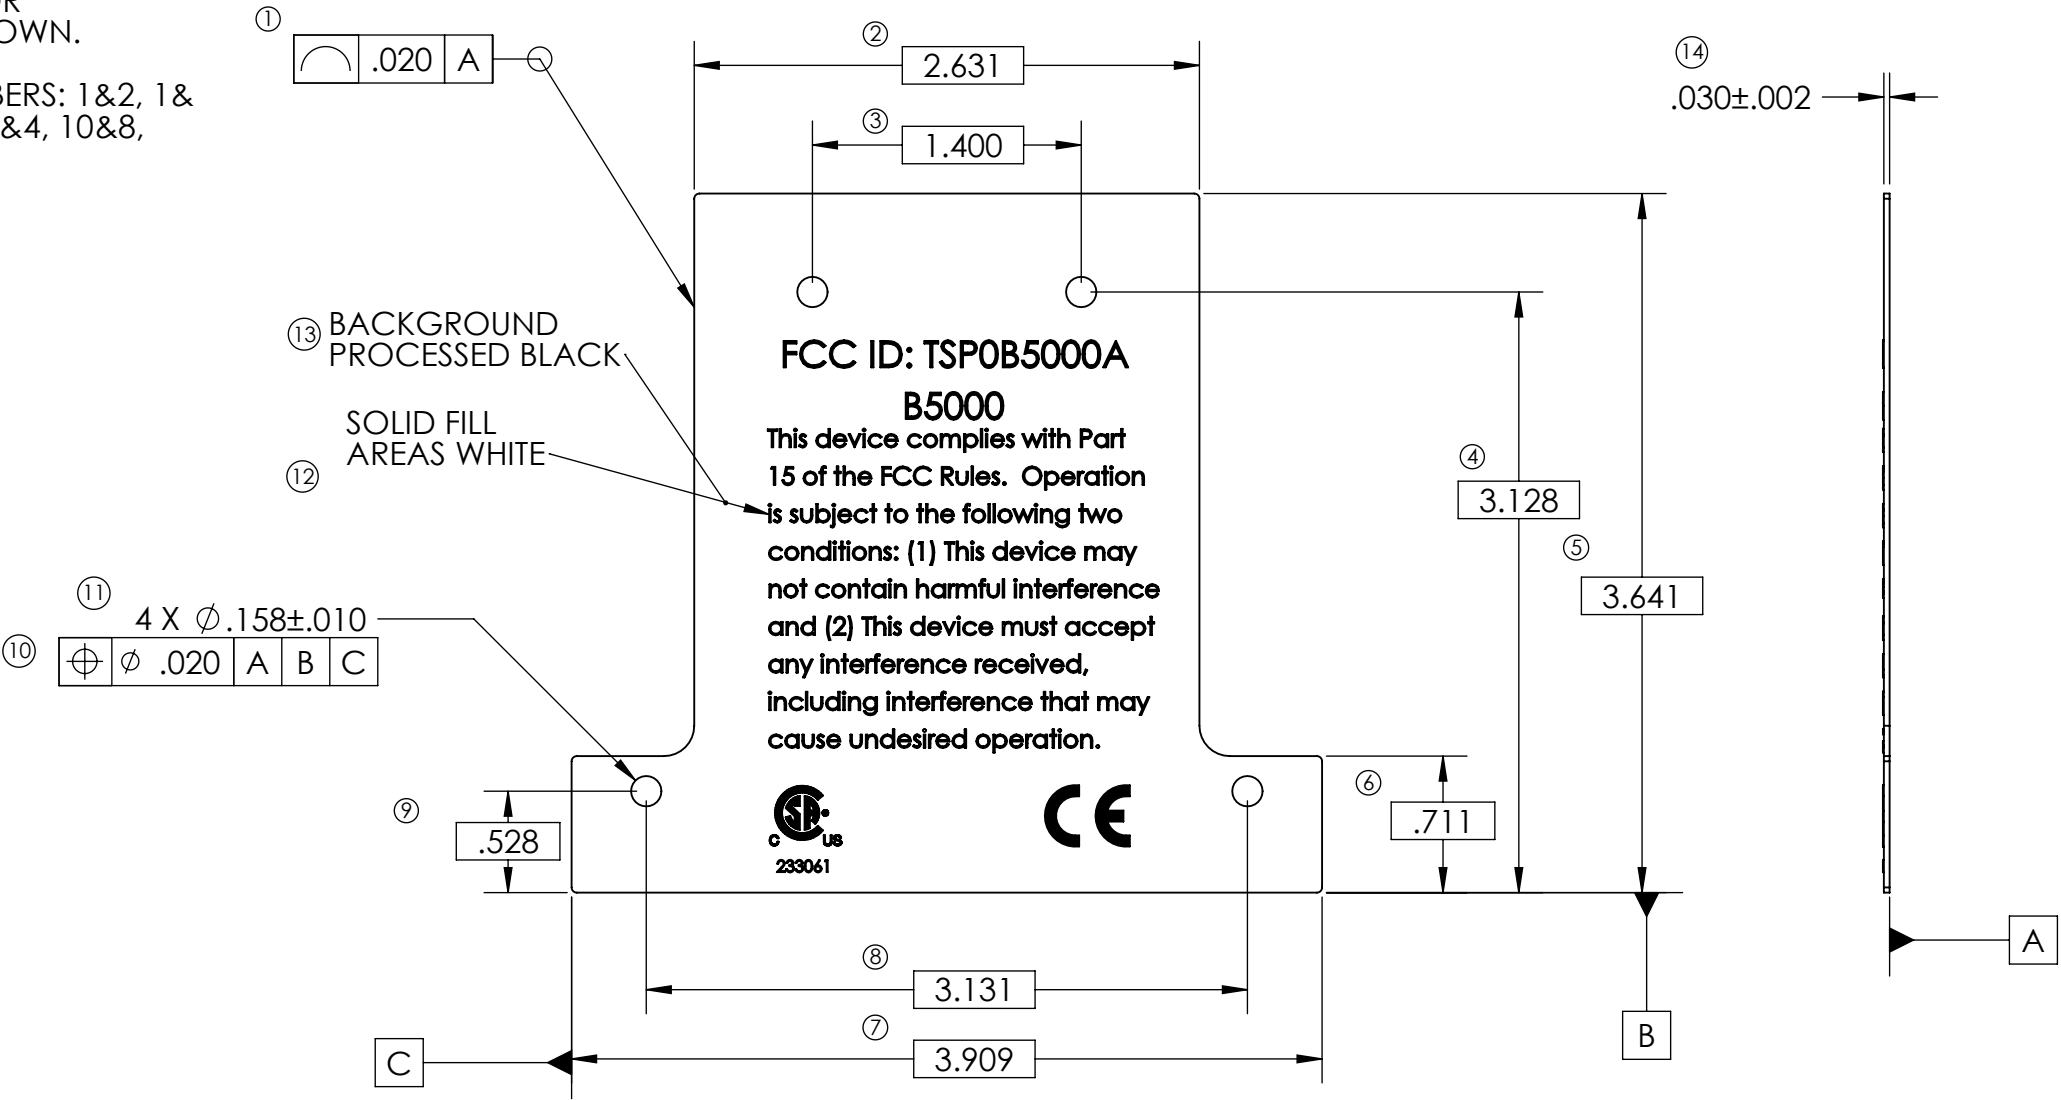 OWN.
BERS: 1&2, 1&
&4, 10&8,
1
.020 A
2
2.631
3
1.400
14
.030±.002
13 BACKGROUND
PROCESSED BLACK
12 SOLID FILL
AREAS WHITE
FCC ID: TSP0B5000A
B5000
This device complies with Part
15 of the FCC Rules. Operation
is subject to the following two
conditions: (1) This device may
not contain harmful interference
and (2) This device must accept
any interference received,
including interference that may
cause undesired operation.
4
3.128
5
3.641
11
4 X Ø .158±.010
10
⌖ Ø .020 A B C
9
.528
6
.711
CSA
C US
233061
CE
8
3.131
7
3.909
C
B
A